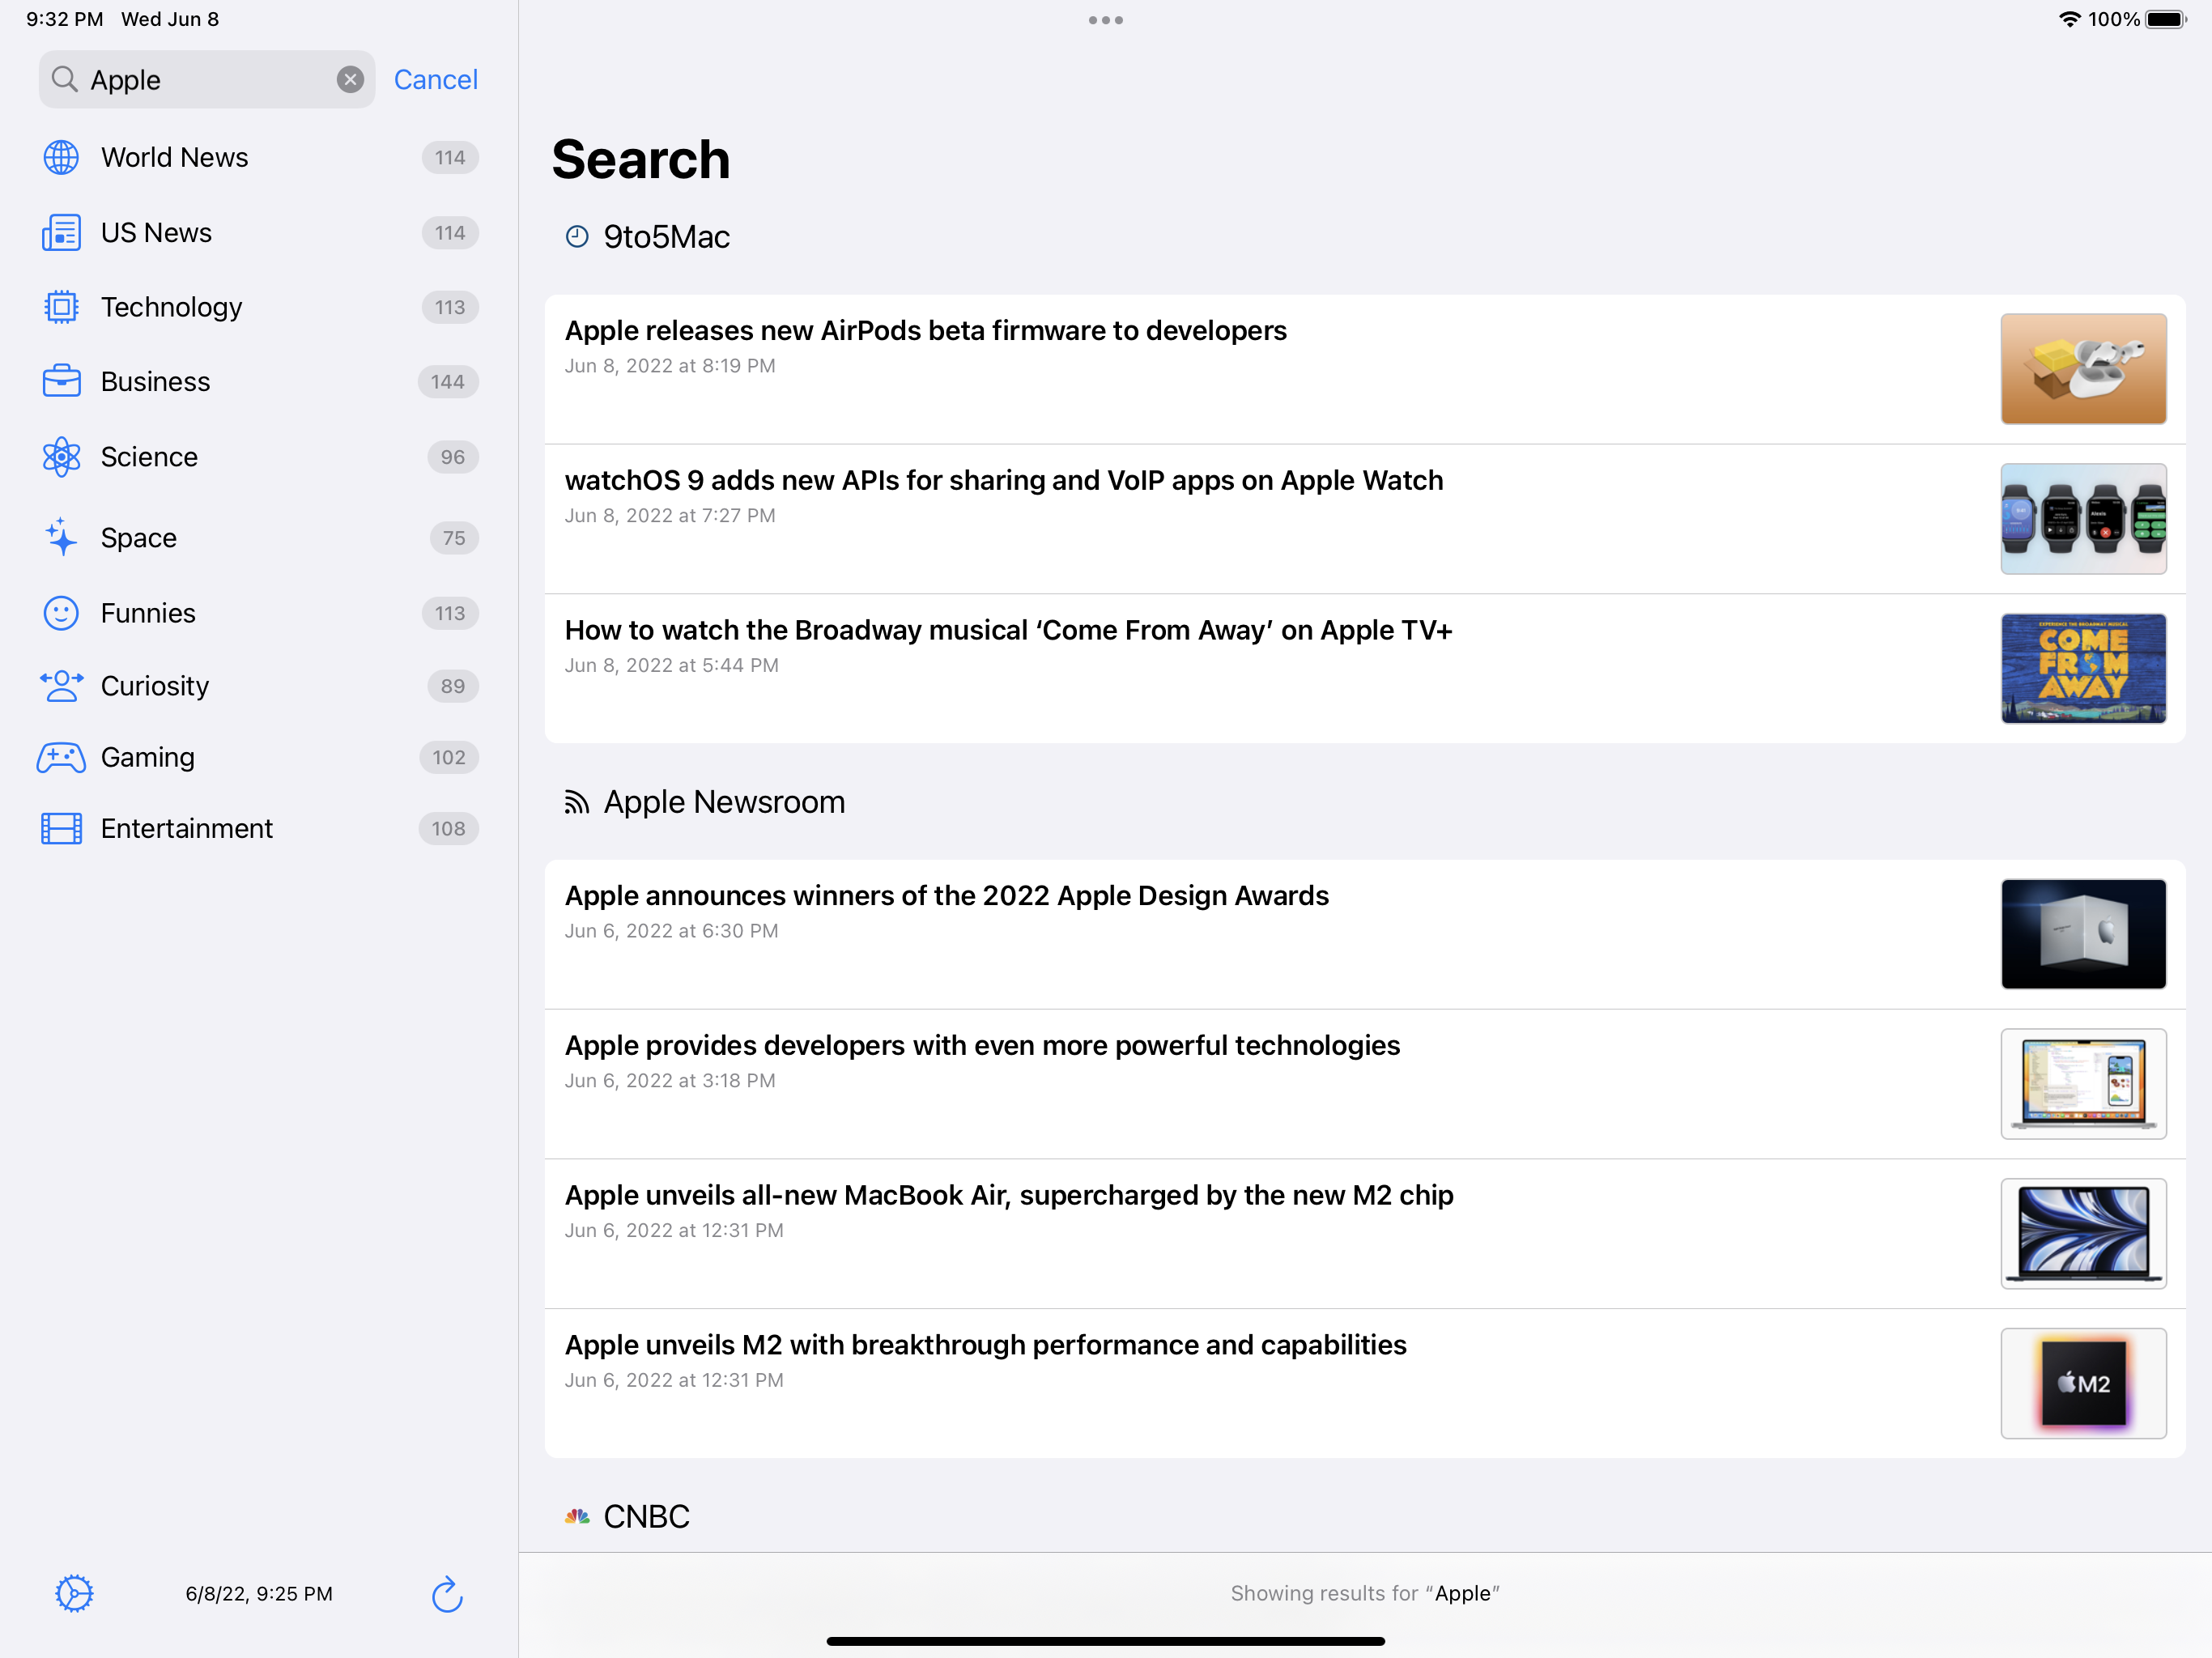 9:32 PM Wed Jun 8
100%
Apple
Cancel
World News 114
US News 114
Technology 113
Business 144
Science 96
Space 75
Funnies 113
Curiosity 89
Gaming 102
Entertainment 108
6/8/22, 9:25 PM
Search
9to5Mac
Apple releases new AirPods beta firmware to developers
Jun 8, 2022 at 8:19 PM
watchOS 9 adds new APIs for sharing and VoIP apps on Apple Watch
Jun 8, 2022 at 7:27 PM
Alexis
How to watch the Broadway musical ‘Come From Away’ on Apple TV+
Jun 8, 2022 at 5:44 PM
EXPERIENCE THE BROADWAY MUSICAL
COME
FROM
AWAY
Apple Newsroom
Apple announces winners of the 2022 Apple Design Awards
Jun 6, 2022 at 6:30 PM
Apple provides developers with even more powerful technologies
Jun 6, 2022 at 3:18 PM
Apple unveils all-new MacBook Air, supercharged by the new M2 chip
Jun 6, 2022 at 12:31 PM
Apple unveils M2 with breakthrough performance and capabilities
Jun 6, 2022 at 12:31 PM
M2
CNBC
Showing results for “Apple”